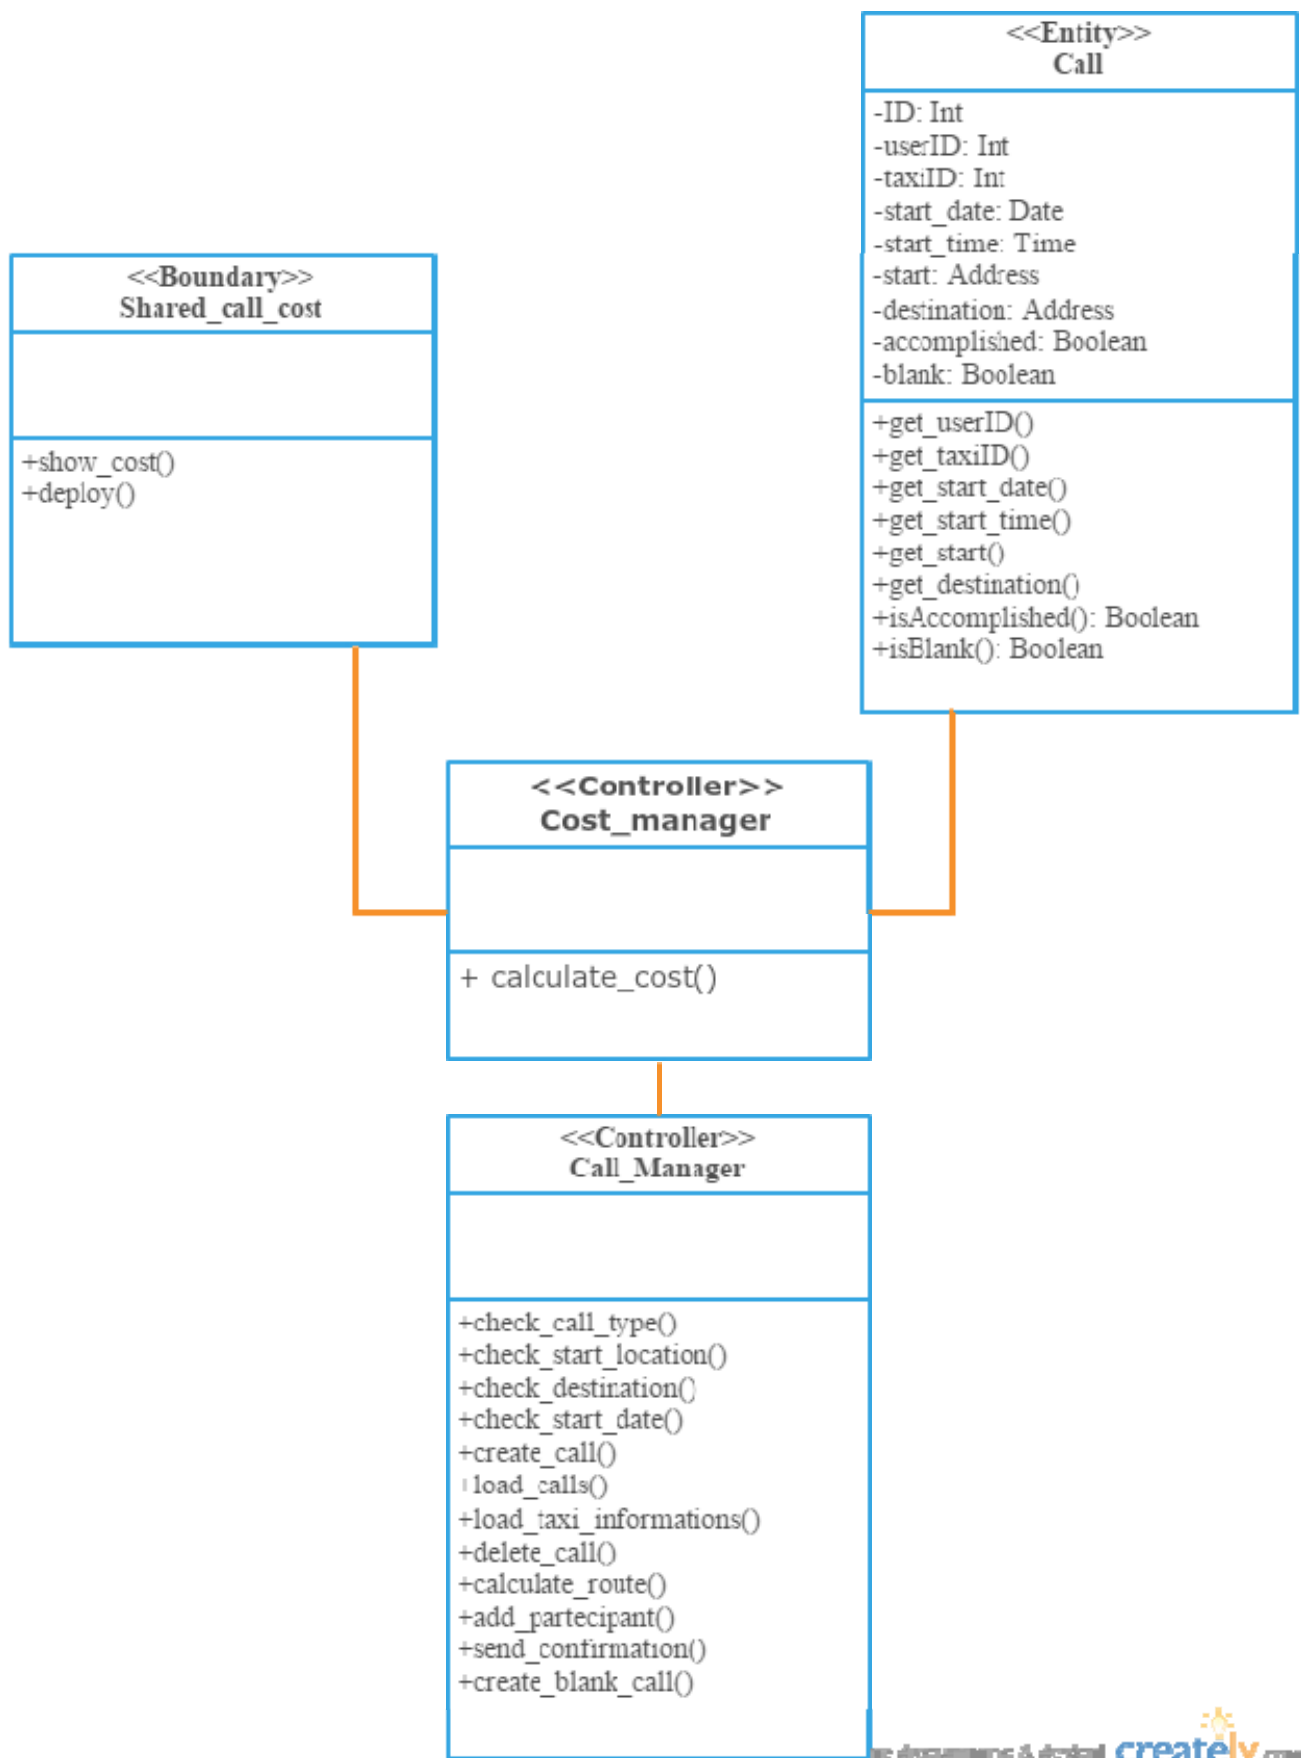 <<Entity>>
Call
-ID: Int
-userID: Int
-taxiID: Int
-start_date: Date
-start_time: Time
-start: Address
-destination: Address
-accomplished: Boolean
-blank: Boolean
+get_userID()
+get_taxiID()
+get_start_date()
+get_start_time()
+get_start()
+get_destination()
+isAccomplished(): Boolean
+isBlank(): Boolean
<<Boundary>>
Shared_call_cost
+show_cost()
+deploy()
<<Controller>>
Cost_manager
+ calculate_cost()
<<Controller>>
Call_Manager
+check_call_type()
+check_start_location()
+check_destination()
+check_start_date()
+create_call()
+load_calls()
+load_taxi_informations()
+delete_call()
+calculate_route()
+add_partecipant()
+send_confirmation()
+create_blank_call()
creately